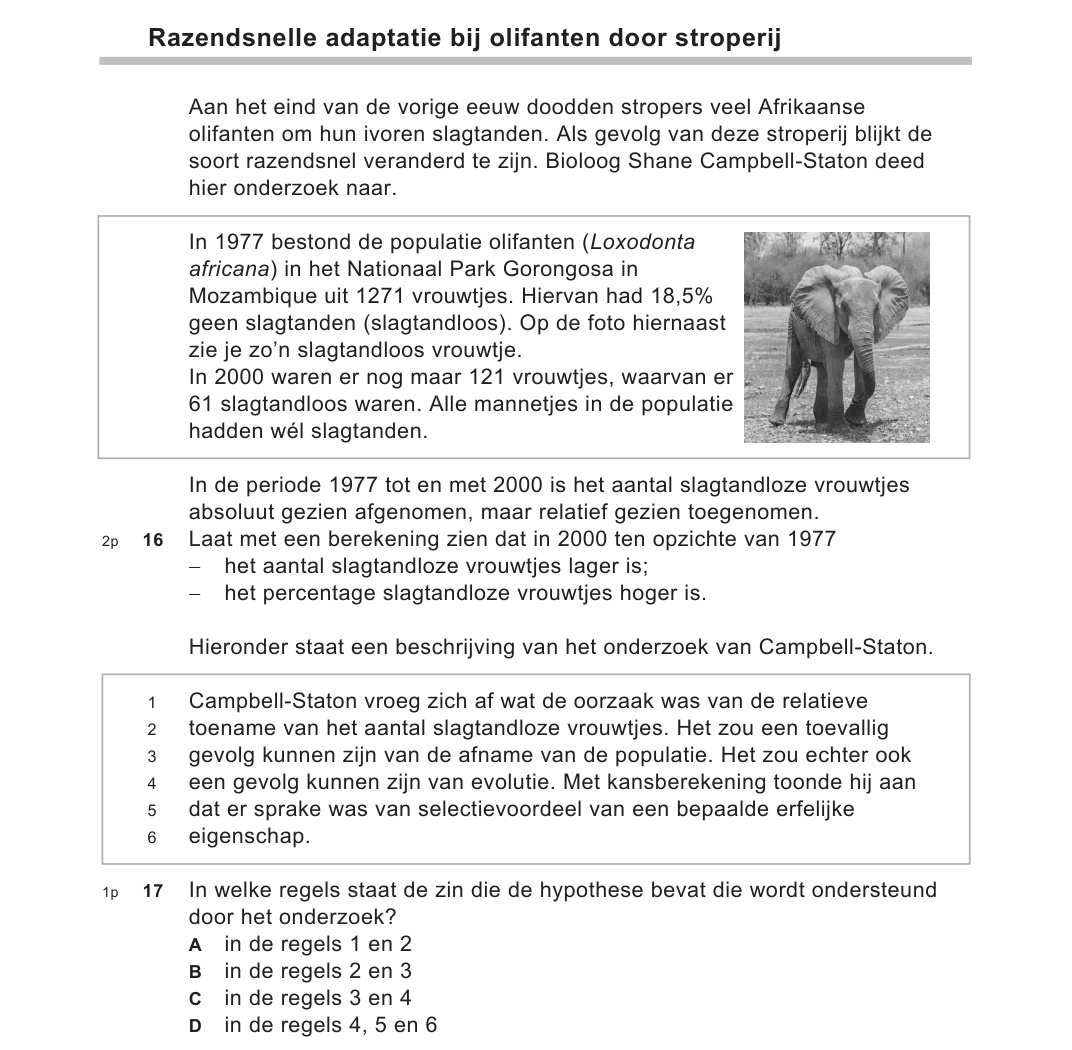 Razendsnelle adaptatie bij olifanten door stroperij
Aan het eind van de vorige eeuw doodden stropers veel Afrikaanse
olifanten om hun ivoren slagtanden. Als gevolg van deze stroperij blijkt de
soort razendsnel veranderd te zijn. Bioloog Shane Campbell-Staton deed
hier onderzoek naar.
In 1977 bestond de populatie olifanten (Loxodonta
africana) in het Nationaal Park Gorongosa in
Mozambique uit 1271 vrouwtjes. Hiervan had 18,5%
geen slagtanden (slagtandloos). Op de foto hiernaast
zie je zo’n slagtandloos vrouwtje.
In 2000 waren er nog maar 121 vrouwtjes, waarvan er
61 slagtandloos waren. Alle mannetjes in de populatie
hadden wél slagtanden.
In de periode 1977 tot en met 2000 is het aantal slagtandloze vrouwtjes
absoluut gezien afgenomen, maar relatief gezien toegenomen.
2p 16 Laat met een berekening zien dat in 2000 ten opzichte van 1977
– het aantal slagtandloze vrouwtjes lager is;
– het percentage slagtandloze vrouwtjes hoger is.
Hieronder staat een beschrijving van het onderzoek van Campbell-Staton.
1 Campbell-Staton vroeg zich af wat de oorzaak was van de relatieve
2 toename van het aantal slagtandloze vrouwtjes. Het zou een toevallig
3 gevolg kunnen zijn van de afname van de populatie. Het zou echter ook
4 een gevolg kunnen zijn van evolutie. Met kansberekening toonde hij aan
5 dat er sprake was van selectievoordeel van een bepaalde erfelijke
6 eigenschap.
1p 17 In welke regels staat de zin die de hypothese bevat die wordt ondersteund
door het onderzoek?
A in de regels 1 en 2
B in de regels 2 en 3
C in de regels 3 en 4
D in de regels 4, 5 en 6